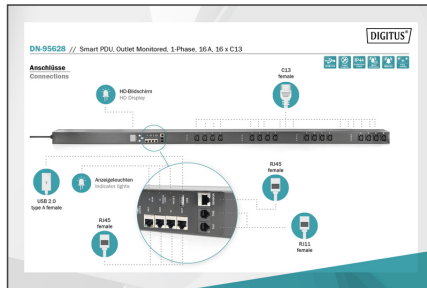 DIGITUS®
DN-95628 // Smart PDU, Outlet Monitored, 1-Phase, 16 A, 16 x C13
Anschlüsse
Connections
C13
female
HD-Bildschirm
HD Display
USB 2.0
type A female
Anzeigeleuchten
Indicator lights
RJ45
female
RJ45
female
RJ11
female